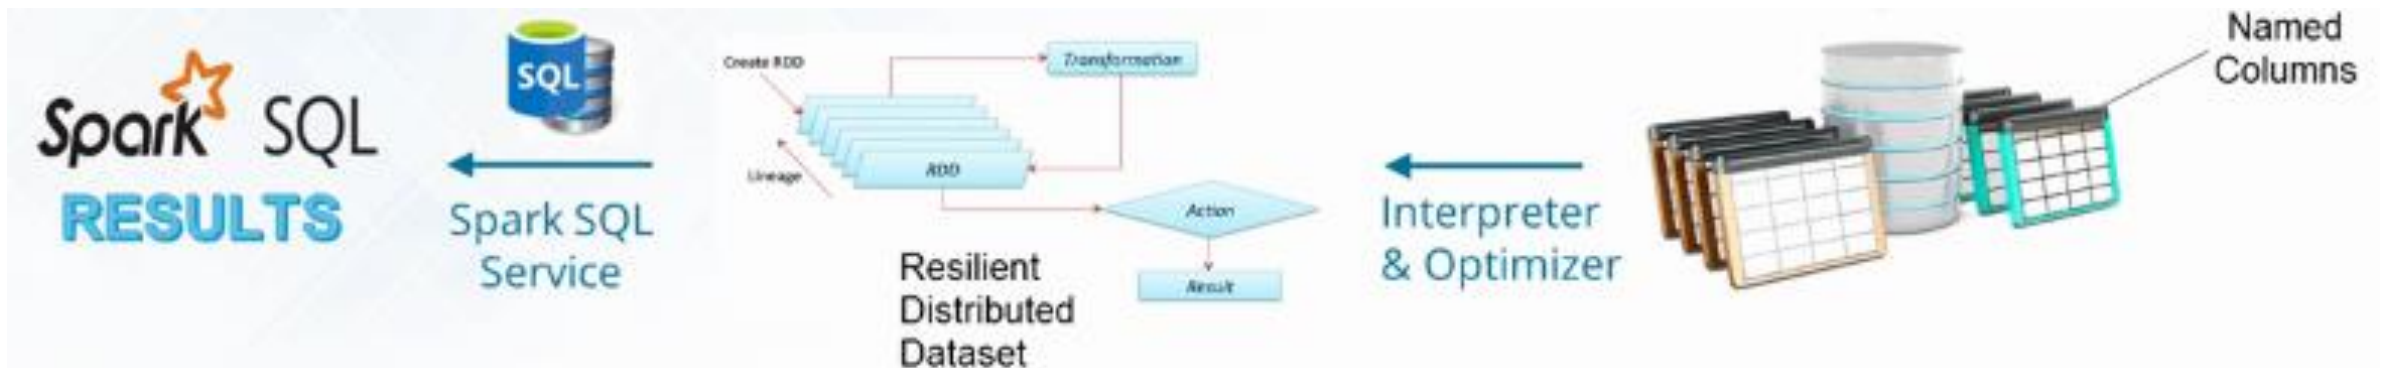 Spark SQL
RESULTS
SQL
Spark SQL
Service
Create RDD
Transformation
RDD
Lineage
Action
Result
Resilient
Distributed
Dataset
Interpreter
& Optimizer
Named
Columns